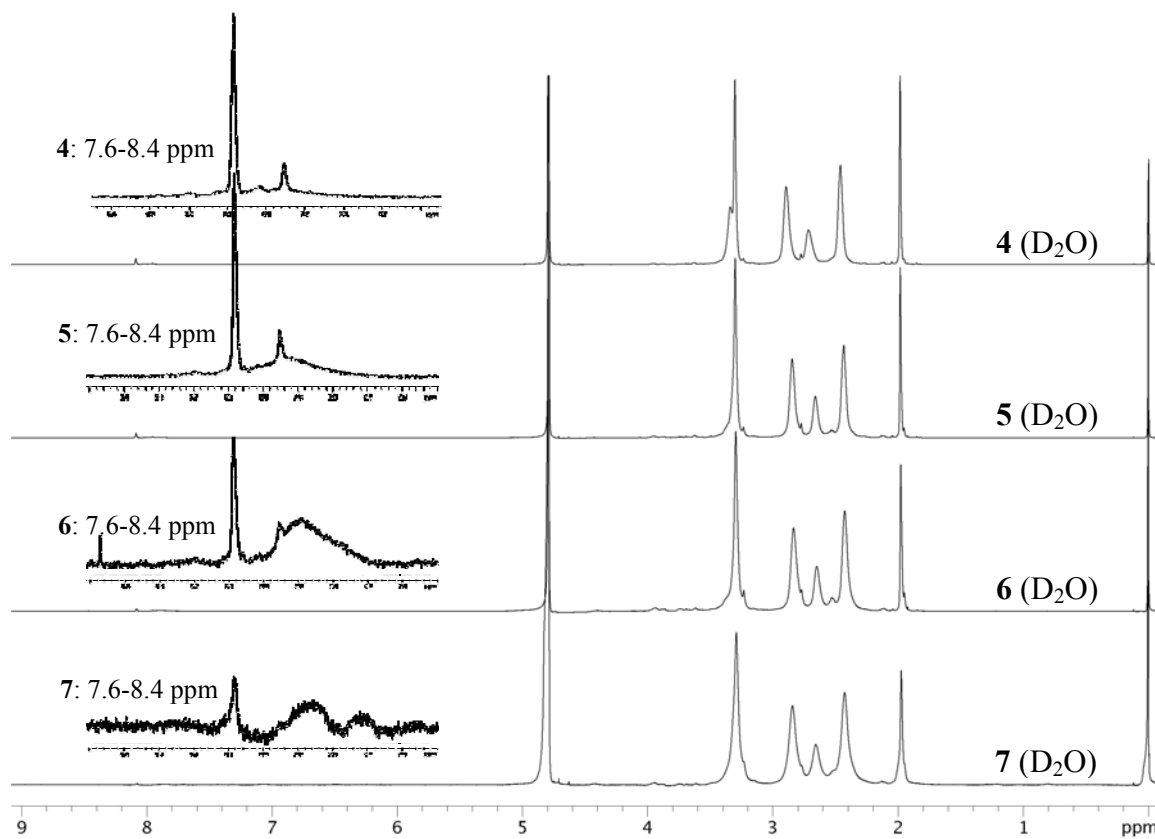 4: 7.6-8.4 ppm
4 (D₂O)
5: 7.6-8.4 ppm
5 (D₂O)
6: 7.6-8.4 ppm
6 (D₂O)
7: 7.6-8.4 ppm
7 (D₂O)
9 8 7 6 5 4 3 2 1 ppm